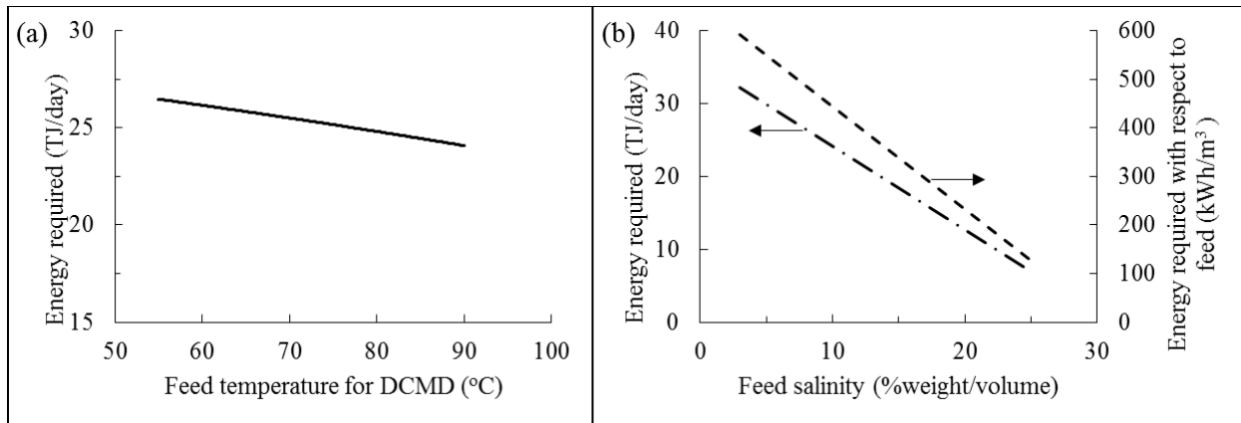 (a)
Energy required (TJ/day)
30
25
20
15
50 60 70 80 90 100
Feed temperature for DCMD (°C)
(b)
Energy required (TJ/day)
40
30
20
10
0
0 10 20 30
Feed salinity (%weight/volume)
600
500
400
300
200
100
0
Energy required with respect to
feed (kWh/m³)